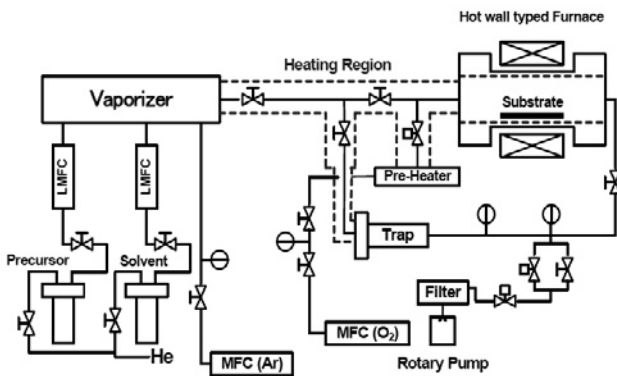 Hot wall typed Furnace
Heating Region
Vaporizer
Substrate
LMFC
LMFC
Pre-Heater
Trap
Precursor
Solvent
Filter
He
MFC (Ar)
MFC (O₂)
Rotary Pump